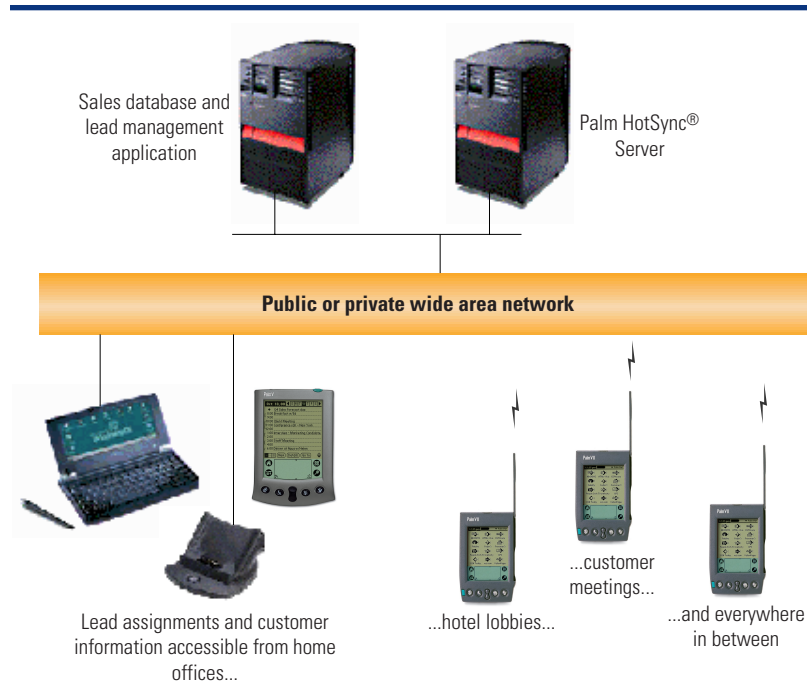 Sales database and
lead management
application
Palm HotSync®
Server
Public or private wide area network
Lead assignments and customer
information accessible from home
offices...
...hotel lobbies...
...customer
meetings...
...and everywhere
in between